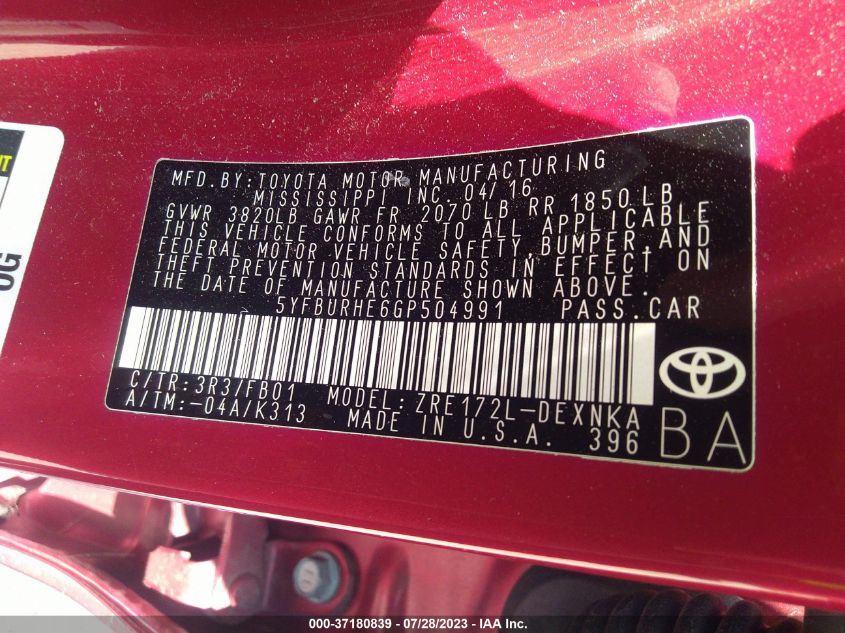 MFD. BY: TOYOTA MOTOR MANUFACTURING
MISSISSIPPI INC. 04/16
GVWR 3820LB GAWR FR 2070 LB RR 1850 LB
THIS VEHICLE CONFORMS TO ALL APPLICABLE
FEDERAL MOTOR VEHICLE SAFETY, BUMPER, AND
THEFT PREVENTION STANDARDS IN EFFECT ON
THE DATE OF MANUFACTURE SHOWN ABOVE.
5YFBURHE6GP504991 PASS. CAR
C/TR: 3R3/FB01 MODEL: ZRE172L-DEXNKA
A/TM: -04A/K313 MADE IN U.S.A. 396 BA
OG
000-37180839 / 07/28/2023 / IAA Inc.